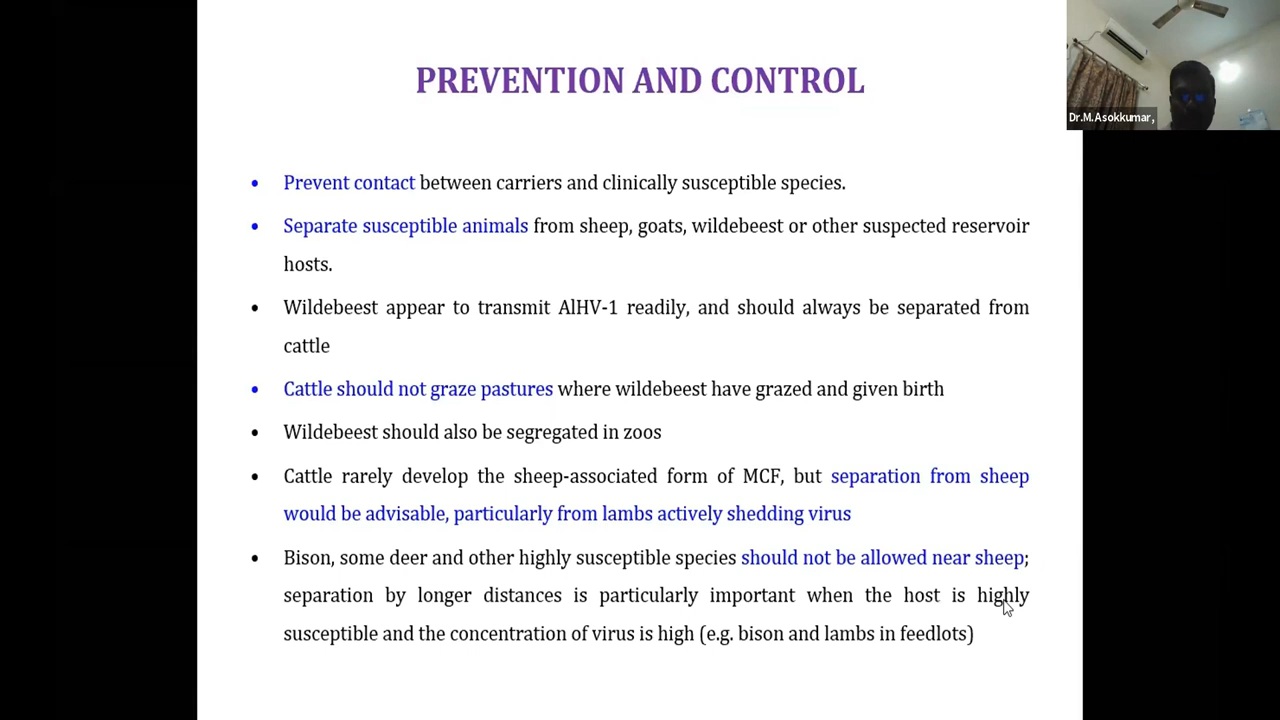 PREVENTION AND CONTROL
Dr.M.Asokkumar,
• Prevent contact between carriers and clinically susceptible species.
• Separate susceptible animals from sheep, goats, wildebeest or other suspected reservoir
hosts.
• Wildebeest appear to transmit AlHV-1 readily, and should always be separated from
cattle
• Cattle should not graze pastures where wildebeest have grazed and given birth
• Wildebeest should also be segregated in zoos
• Cattle rarely develop the sheep-associated form of MCF, but separation from sheep
would be advisable, particularly from lambs actively shedding virus
• Bison, some deer and other highly susceptible species should not be allowed near sheep;
separation by longer distances is particularly important when the host is highly
susceptible and the concentration of virus is high (e.g. bison and lambs in feedlots)